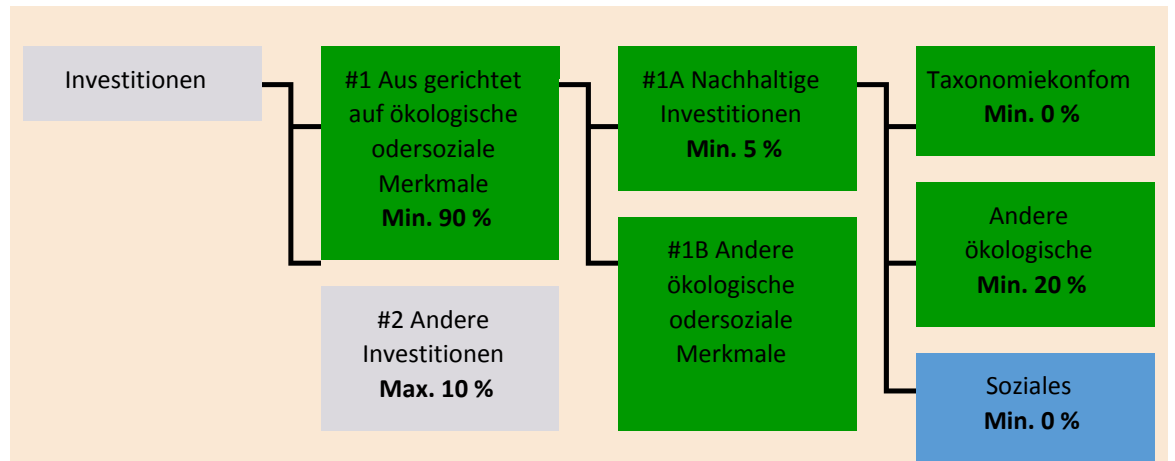 Investitionen
#1 Aus gerichtet
auf ökologische
odersoziale
Merkmale
Min. 90 %
#2 Andere
Investitionen
Max. 10 %
#1A Nachhaltige
Investitionen
Min. 5 %
#1B Andere
ökologische
odersoziale
Merkmale
Taxonomiekonfom
Min. 0 %
Andere
ökologische
Min. 20 %
Soziales
Min. 0 %